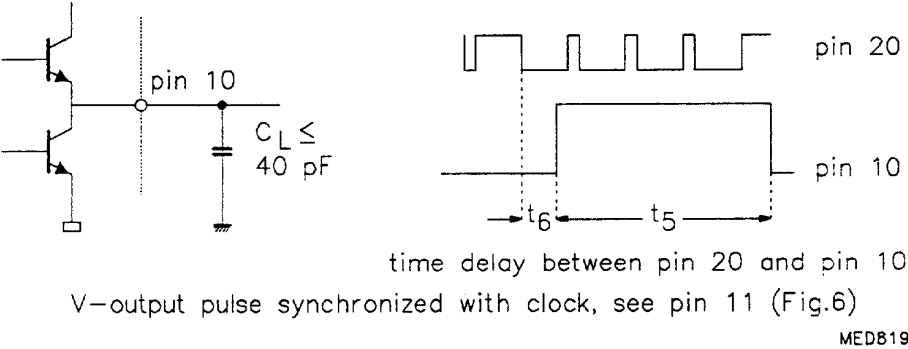 pin 10
C L ≤
40 pF
pin 20
pin 10
t6
t5
time delay between pin 20 and pin 10
V-output pulse synchronized with clock, see pin 11 (Fig.6)
MED819